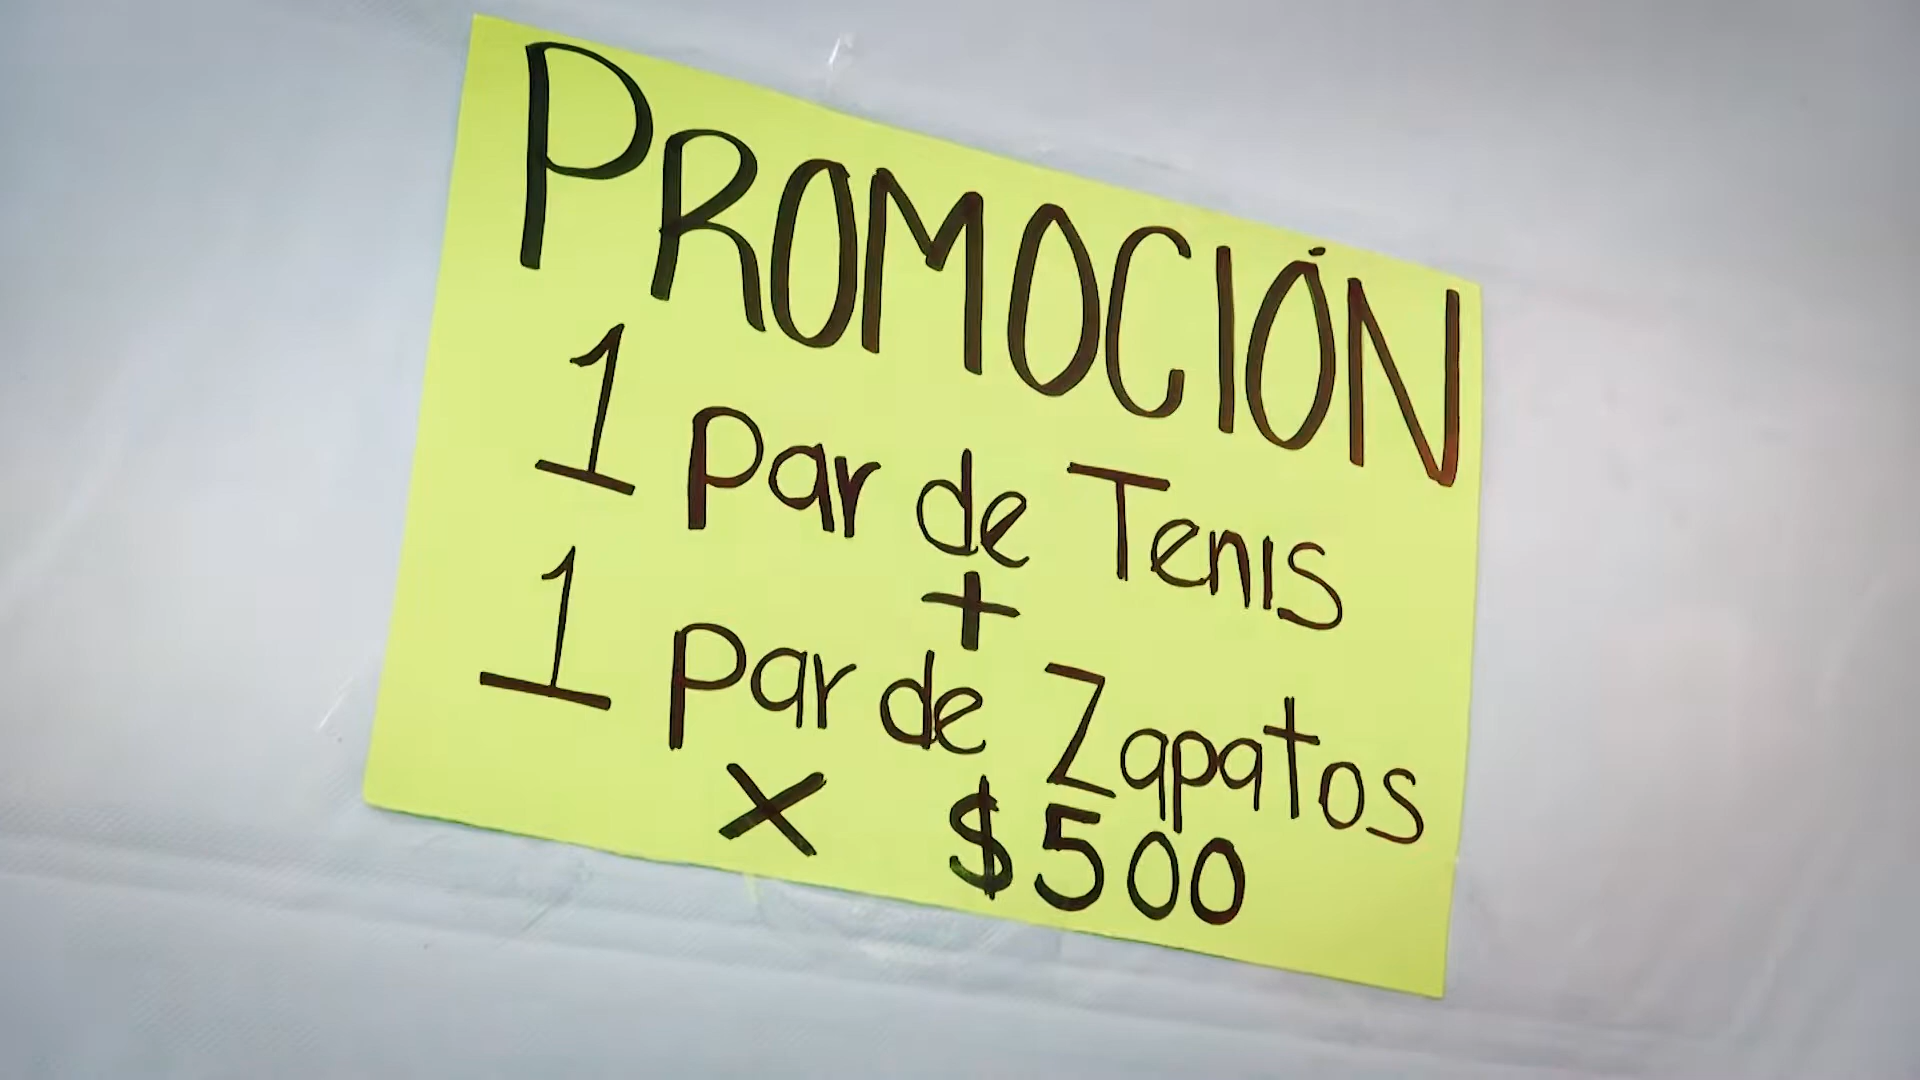 PROMOCIÓN
1 par de Tenis
+
1 par de Zapatos
x $500